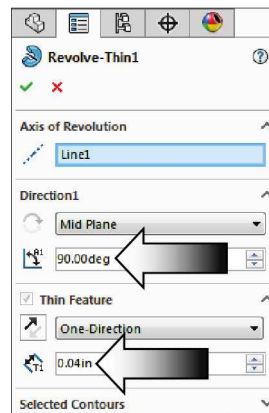 Revolve-Thin1
Axis of Revolution
Line1
Direction1
Mid Plane
90.00deg
Thin Feature
One-Direction
T1 0.04in
Selected Contours